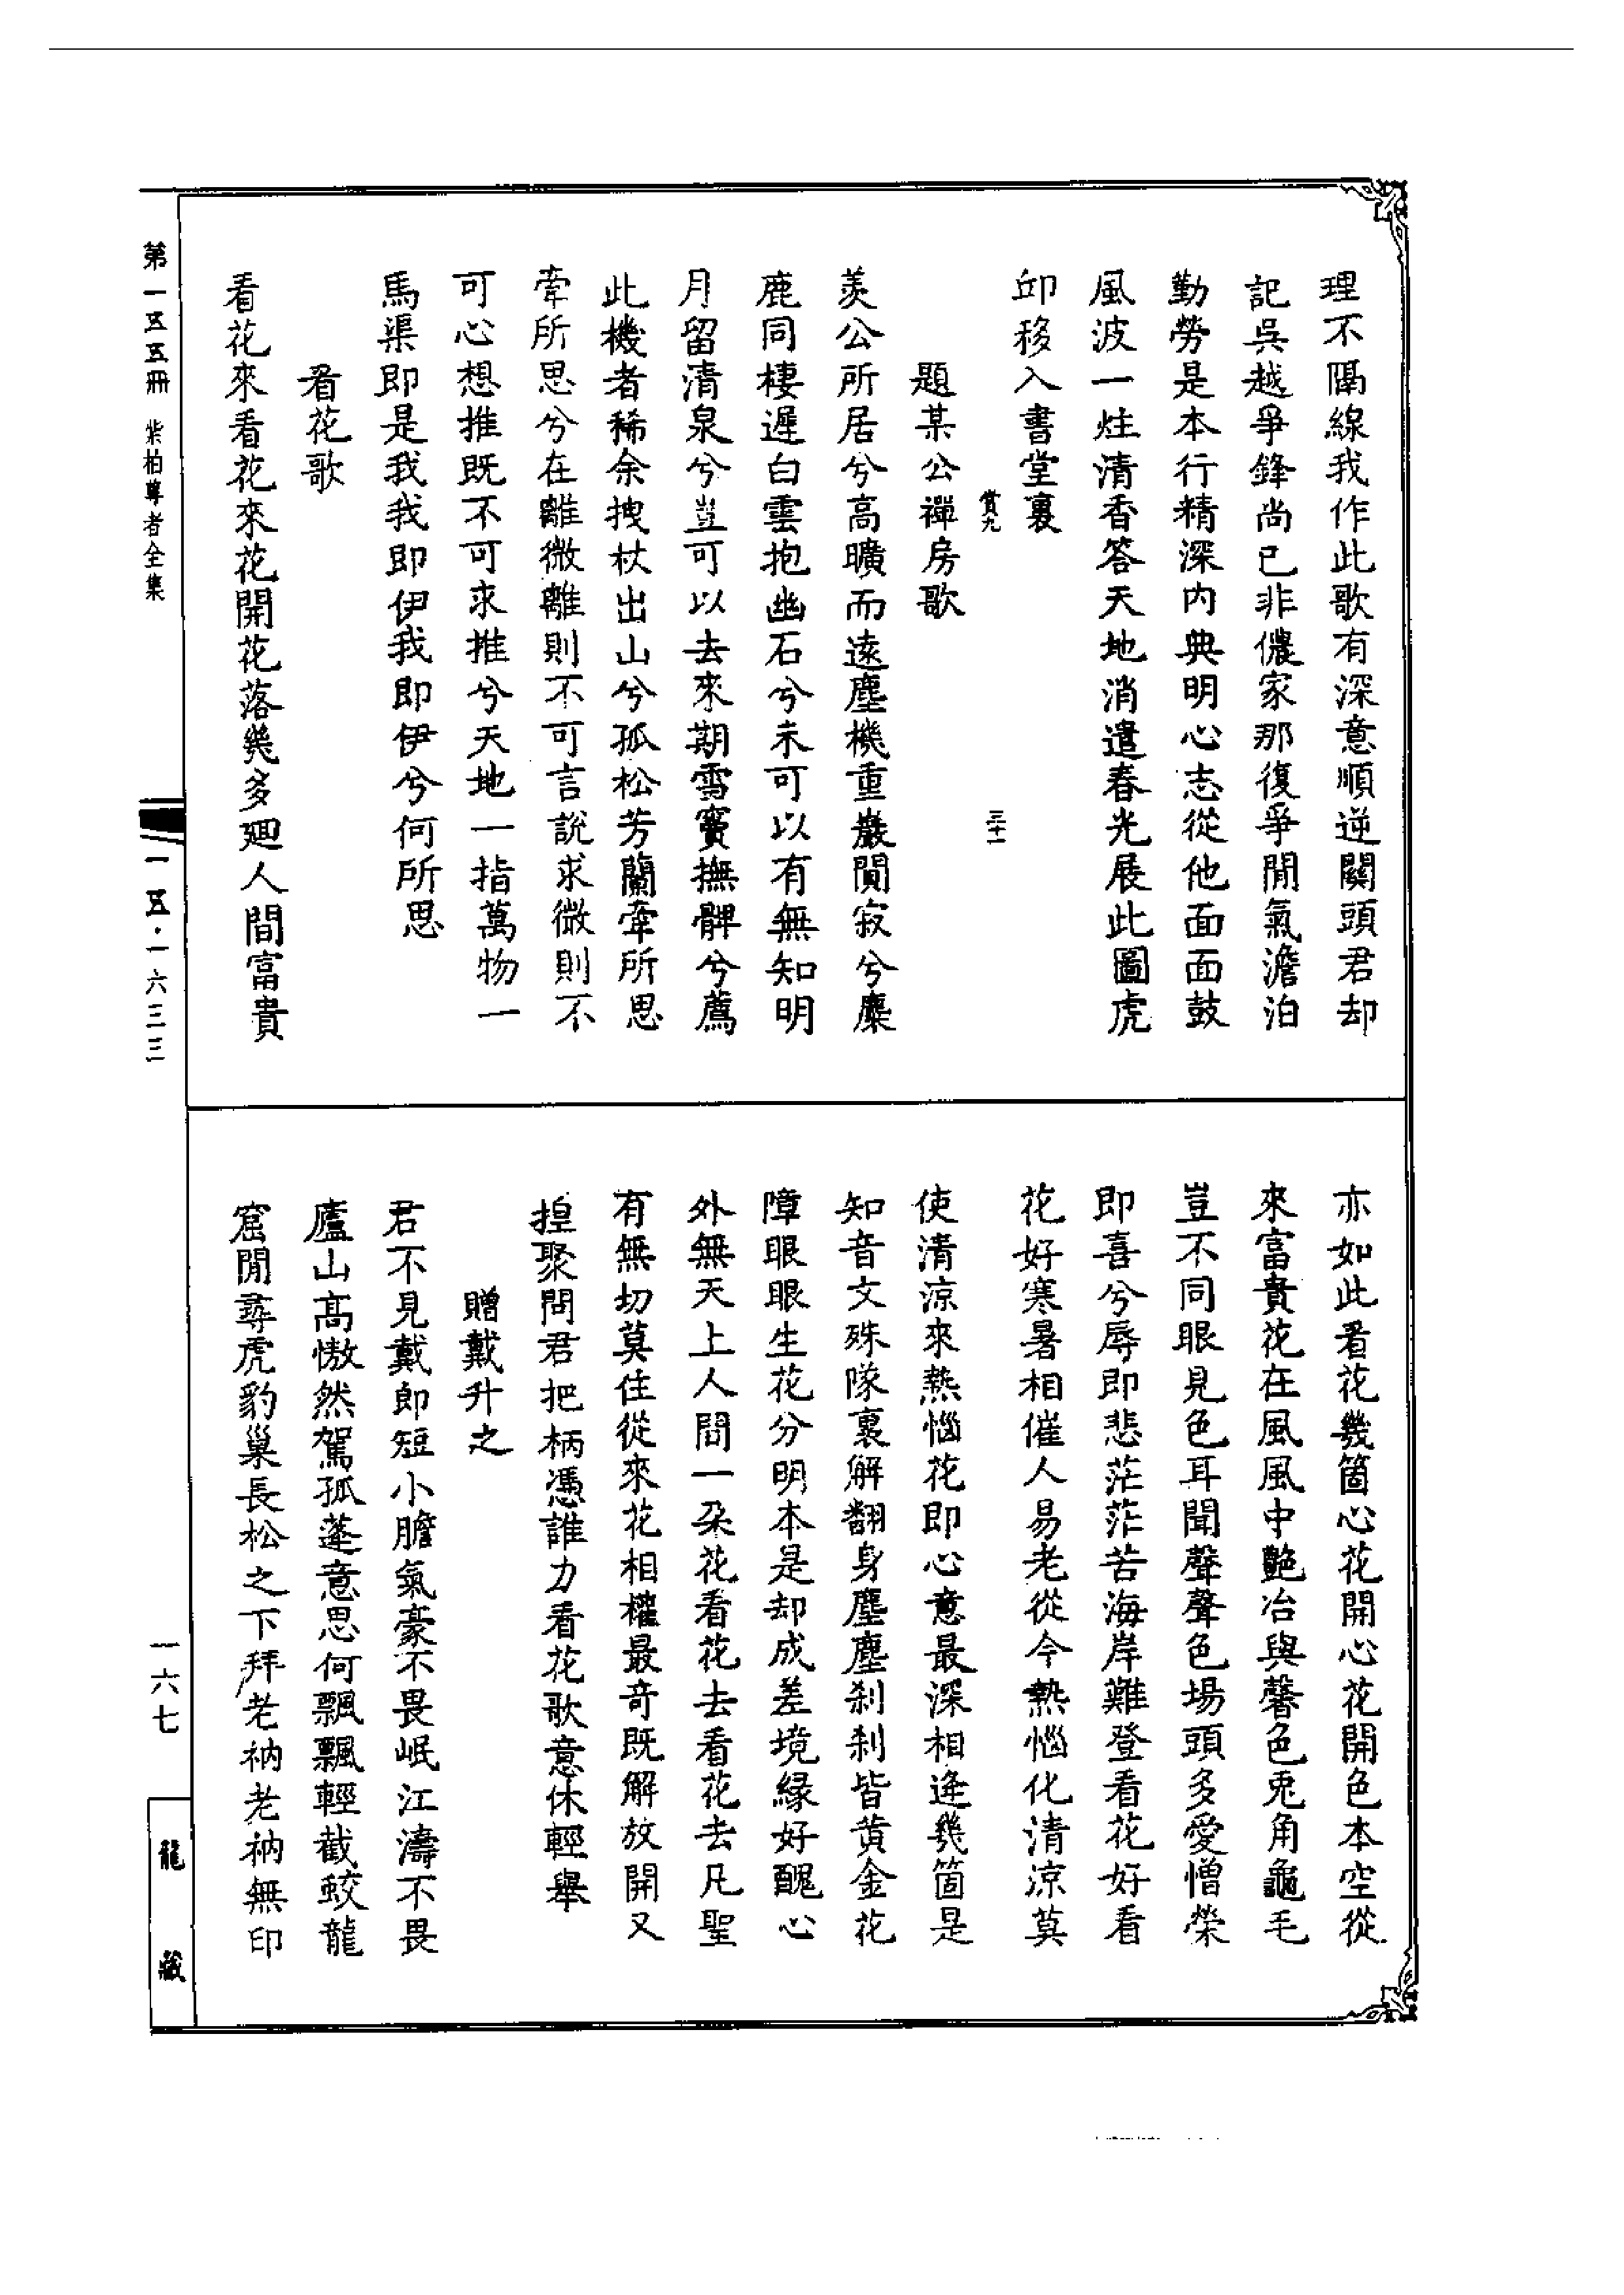 理不隔線我作此歌有深意順逆關頭君却
記吳越爭鋒尚已非儂家那復爭閒氣澹泊
勤勞是本行精深內典明心志從他面面鼓
風波一炷清香答天地消遣春光展此圖虎
邱移入書堂裏
賞九
三十一
題某公禪房歌
羨公所居兮高曠而遠塵機重巖閴寂兮麋
鹿同棲遲白雲抱幽石兮未可以有無知明
月留清泉兮豈可以去來期雪竇撫髀兮薦
此機者稀余拽杖出山兮孤松芳蘭牽所思
牽所思兮在離微離則不可言說求微則不
可心想推既不可求推兮天地一指萬物一
馬渠即是我我即伊我即伊兮何所思
看花歌
看花來看花來花開花落幾多廻人間富貴
亦如此看花幾箇心花開心花開色本空從
來富貴花在風風中艷冶與馨色兎角龜毛
豈不同眼見色耳聞聲聲色場頭多愛憎榮
即喜兮辱即悲茫茫苦海岸難登看花好看
花好寒暑相催人易老從今熱惱化清涼莫
使清涼來熱惱花即心意最深相逢幾箇是
知音文殊隊裏解翻身塵塵刹刹皆黃金花
障眼眼生花分明本是却成差境緣好醜心
外無天上人間一朶花看花去看花去凡聖
有無切莫住從來花相權最奇既解放開又
揑聚問君把柄憑誰力看花歌意休輕舉
贈戴升之
君不見戴郎短小膽氣豪不畏岷江濤不畏
廬山高慠然駕孤蓬意思何飄飄輕截蛟龍
窟閒尋虎豹巢長松之下拜老衲老衲無印
第一五五冊 紫柏尊者全集
一五·一六三三
一六七
龍藏